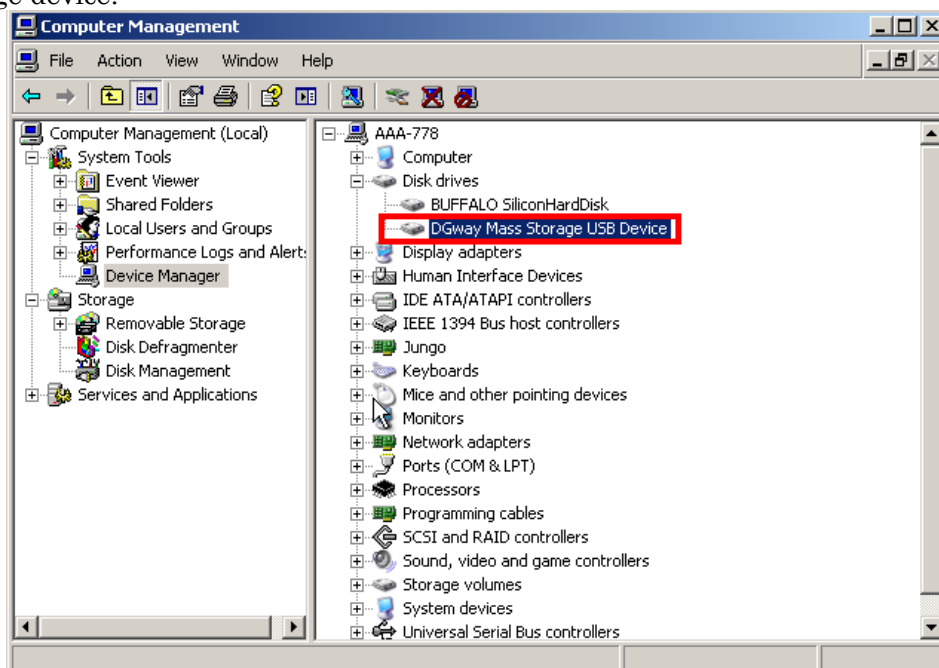 ge device.
Computer Management
File Action View Window Help
Computer Management (Local)
System Tools
Event Viewer
Shared Folders
Local Users and Groups
Performance Logs and Alert
Device Manager
Storage
Removable Storage
Disk Defragmenter
Disk Management
Services and Applications
AAA-778
Computer
Disk drives
BUFFALO SiliconHardDisk
DGway Mass Storage USB Device
Display adapters
Human Interface Devices
IDE ATA/ATAPI controllers
IEEE 1394 Bus host controllers
Jungo
Keyboards
Mice and other pointing devices
Monitors
Network adapters
Ports (COM & LPT)
Processors
Programming cables
SCSI and RAID controllers
Sound, video and game controllers
Storage volumes
System devices
Universal Serial Bus controllers